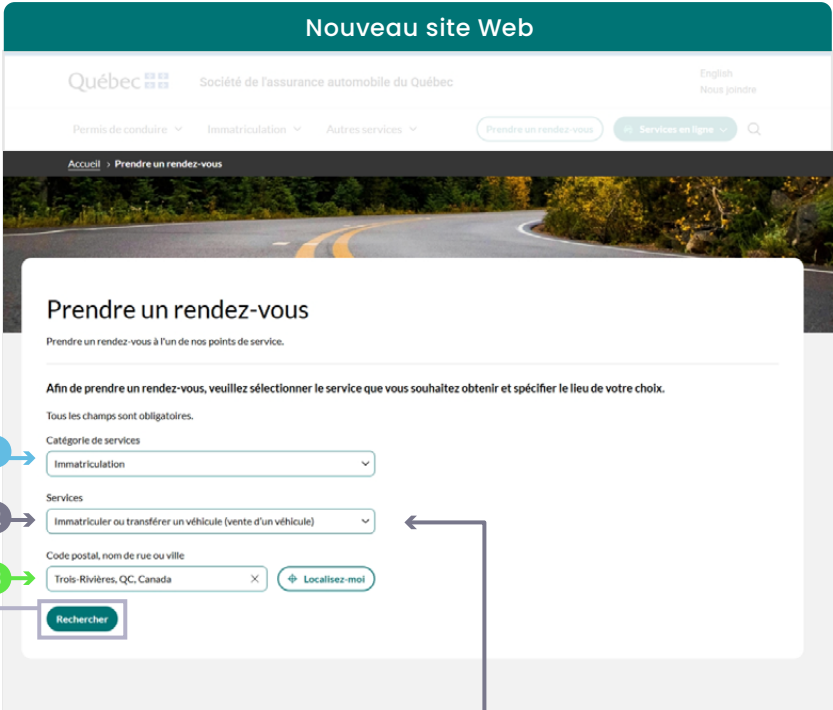 Nouveau site Web
Québec
Société de l'assurance automobile du Québec
English
Nous joindre
Permis de conduire
Immatriculation
Autres services
Prendre un rendez-vous
Services en ligne
Accueil > Prendre un rendez-vous
Prendre un rendez-vous
Prendre un rendez-vous à l'un de nos points de service.
Afin de prendre un rendez-vous, veuillez sélectionner le service que vous souhaitez obtenir et spécifier le lieu de votre choix.
Tous les champs sont obligatoires.
Catégorie de services
Immatriculation
Services
Immatriculer ou transférer un véhicule (vente d'un véhicule)
Code postal, nom de rue ou ville
Trois-Rivières, QC, Canada
Localisez-moi
Rechercher